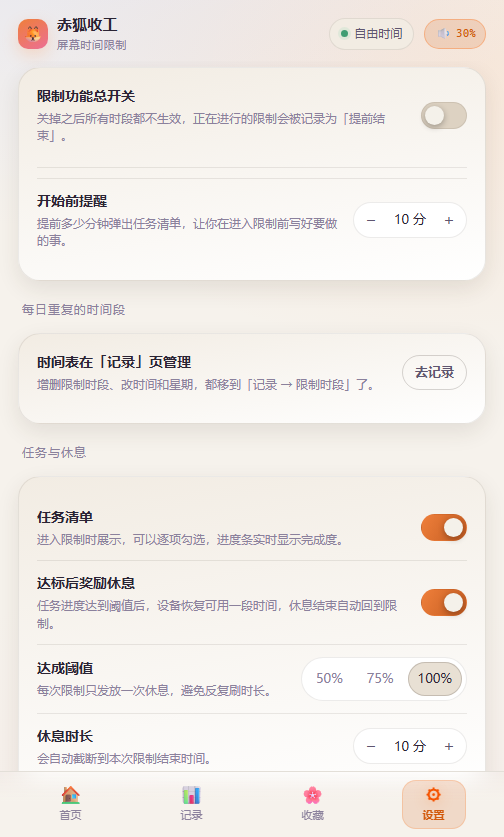 赤狐收工
屏幕时间限制
自由时间
30%
限制功能总开关
关掉之后所有时段都不生效，正在进行的限制会被记录为「提前结
束」。
开始前提醒
提前多少分钟弹出任务清单，让你在进入限制前写好要做
的事。
− 10 分 +
每日重复的时间段
时间表在「记录」页管理
增删限制时段、改时间和星期，都移到「记录 → 限制时段」了。
去记录
任务与休息
任务清单
进入限制时展示，可以逐项勾选，进度条实时显示完成度。
达标后奖励休息
任务进度达到阈值后，设备恢复可用一段时间，休息结束自动回到限
制。
达成阈值
每次限制只发放一次休息，避免反复刷时长。
50% 75% 100%
休息时长
会自动截断到本次限制结束时间。
− 10 分 +
首页
记录
收藏
设置